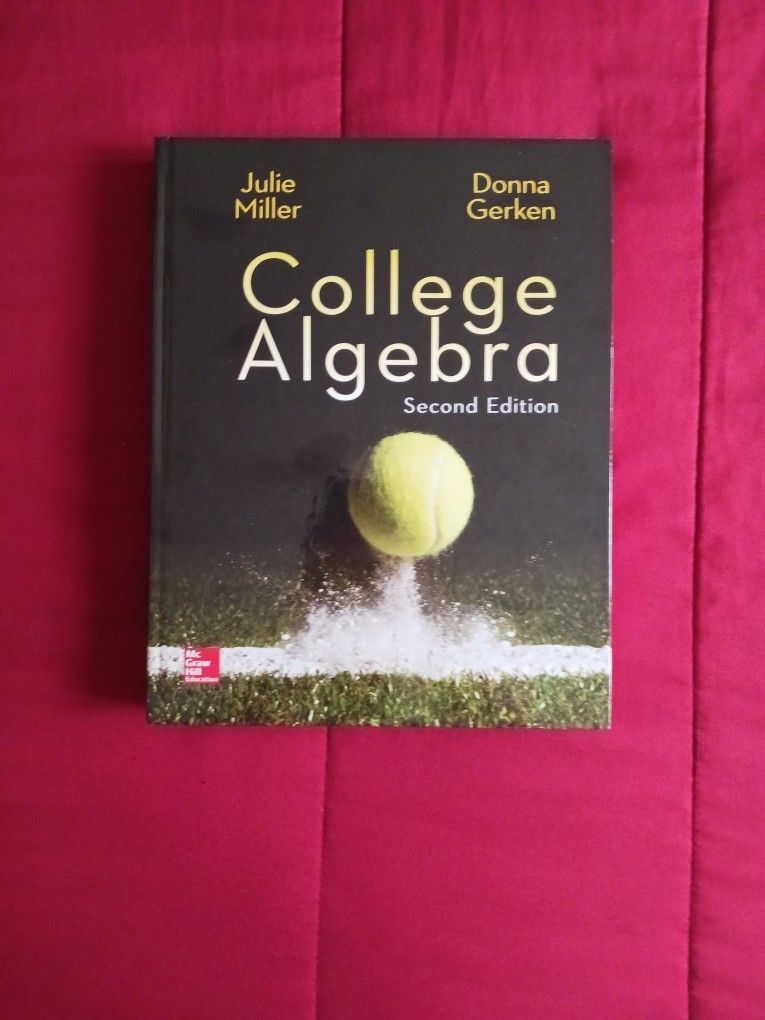 Julie
Miller
Donna
Gerken
College
Algebra
Second Edition
Mc
Graw
Hill
Education